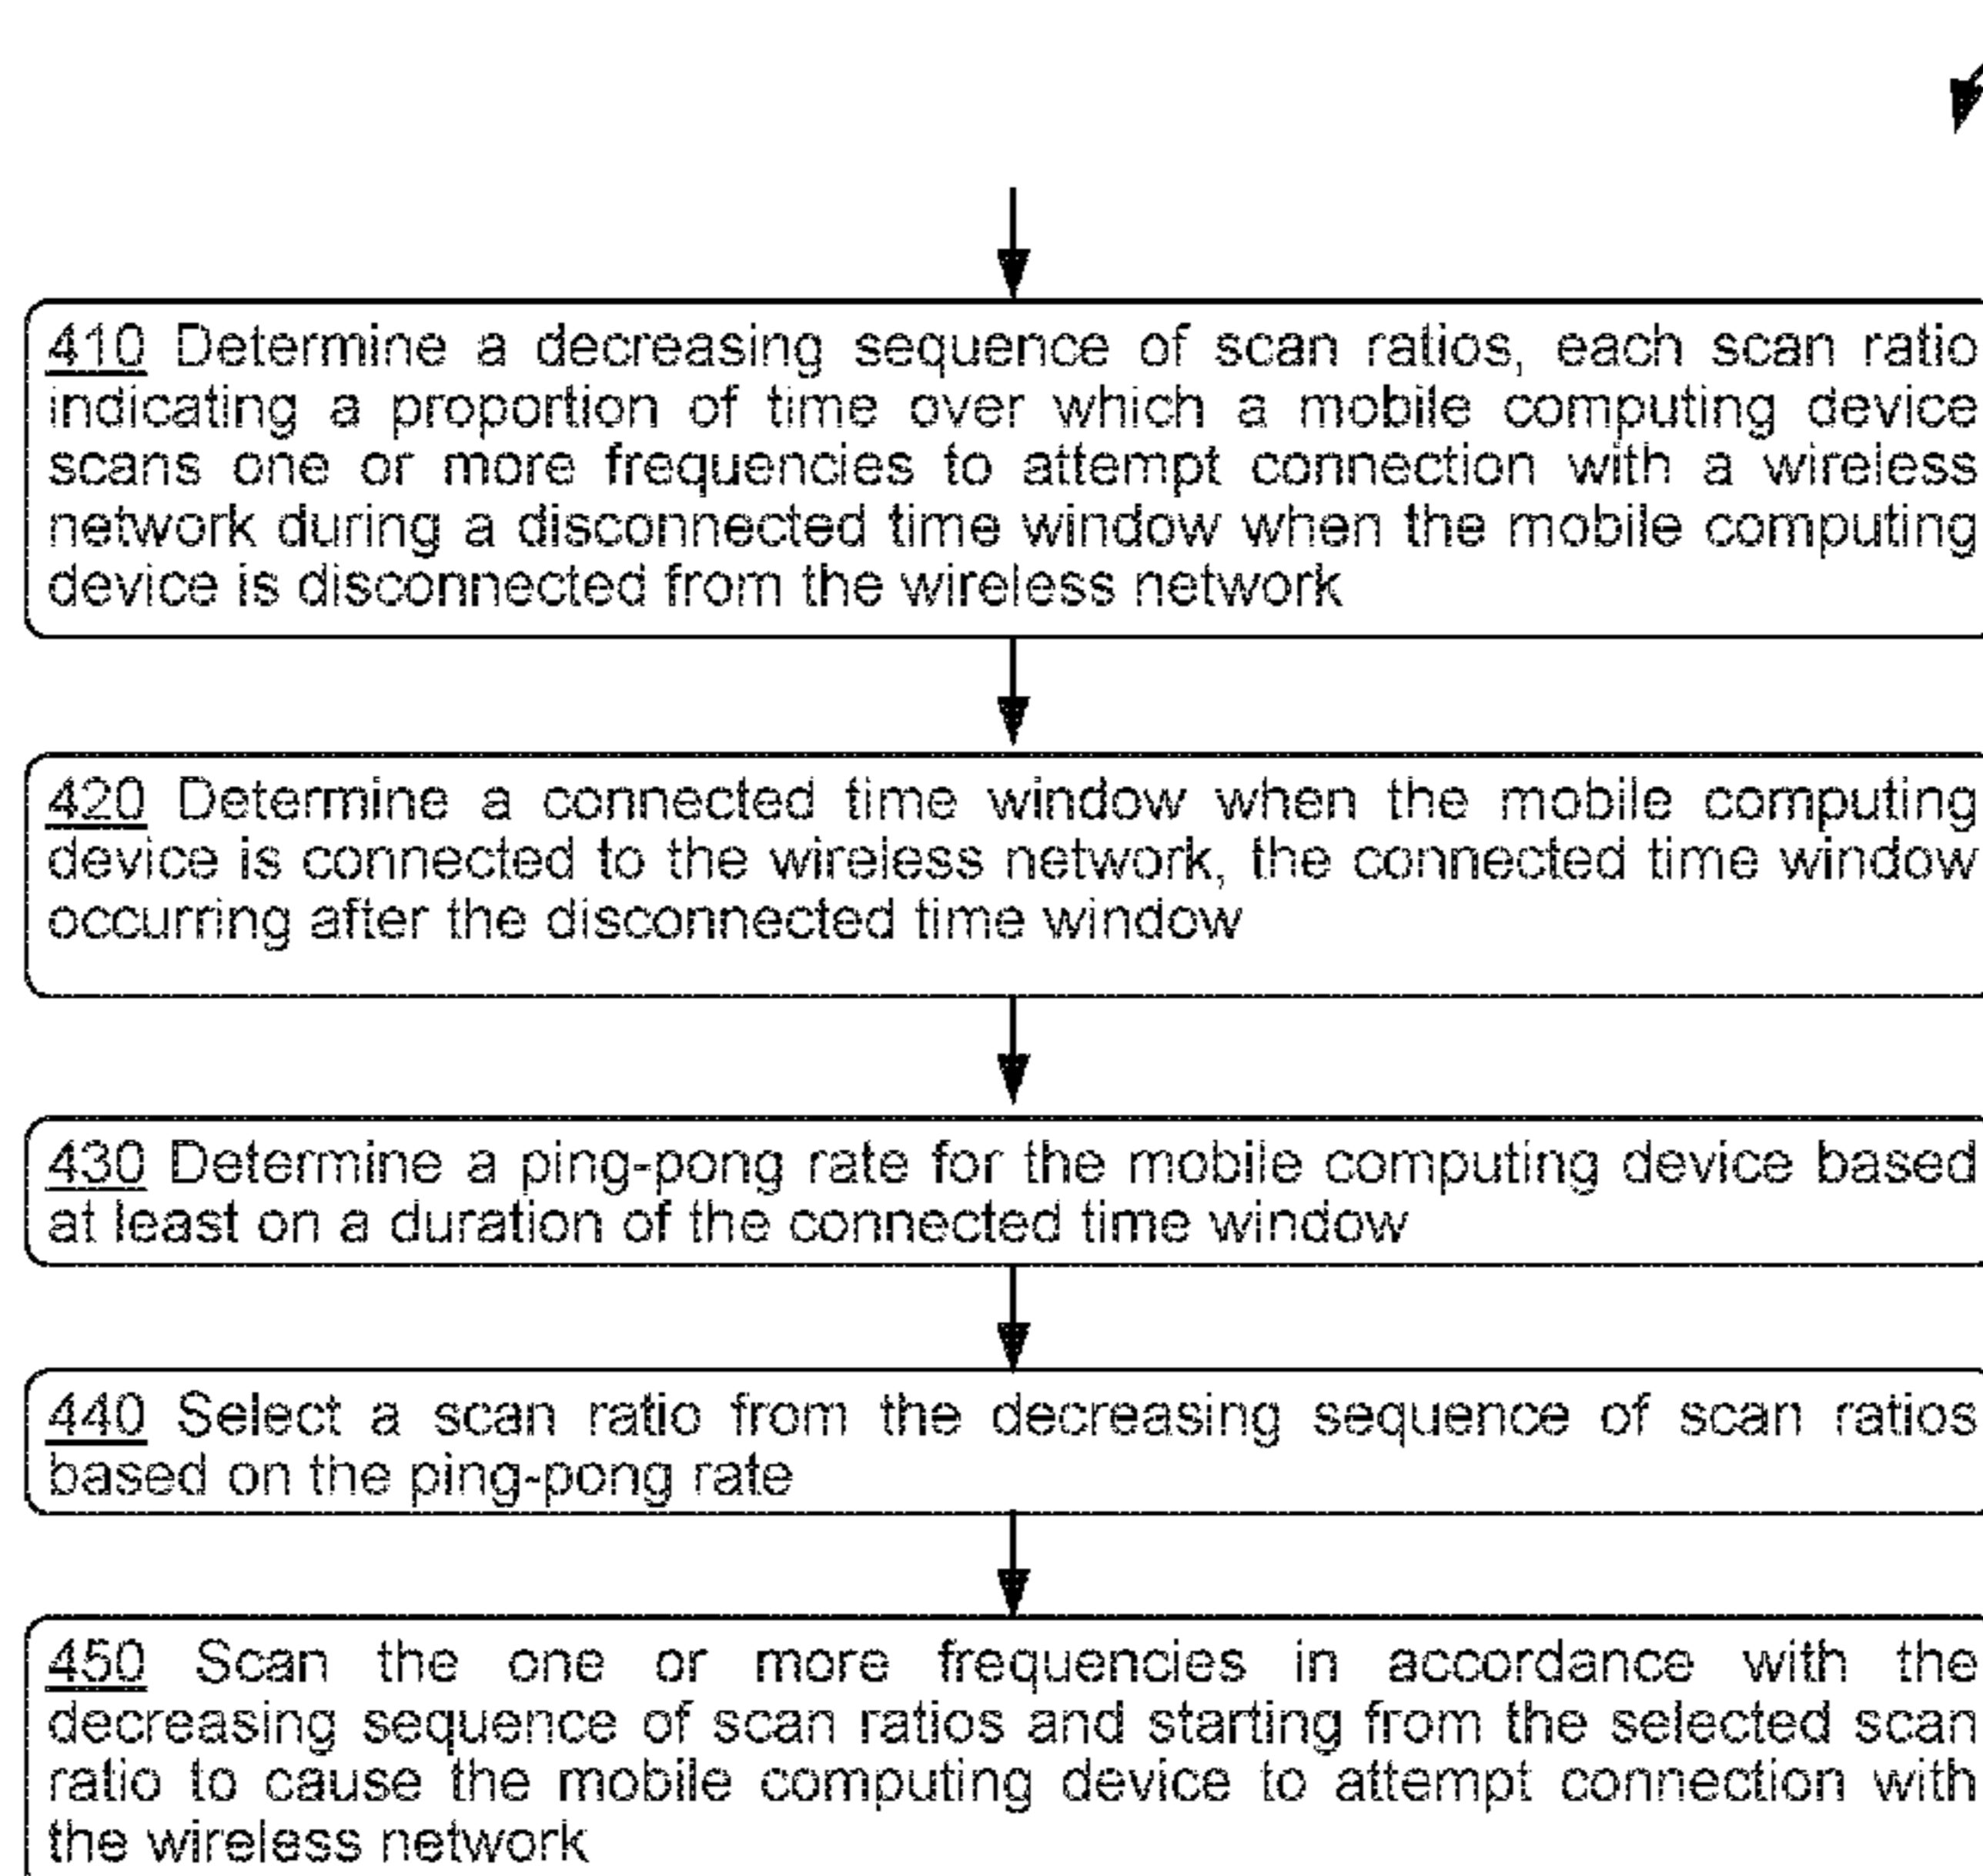 410 Determine a decreasing sequence of scan ratios, each scan ratio
indicating a proportion of time over which a mobile computing device
scans one or more frequencies to attempt connection with a wireless
network during a disconnected time window when the mobile computing
device is disconnected from the wireless network
420 Determine a connected time window when the mobile computing
device is connected to the wireless network, the connected time window
occurring after the disconnected time window
430 Determine a ping-pong rate for the mobile computing device based
at least on a duration of the connected time window
440 Select a scan ratio from the decreasing sequence of scan ratios
based on the ping-pong rate
450 Scan the one or more frequencies in accordance with the
decreasing sequence of scan ratios and starting from the selected scan
ratio to cause the mobile computing device to attempt connection with
the wireless network